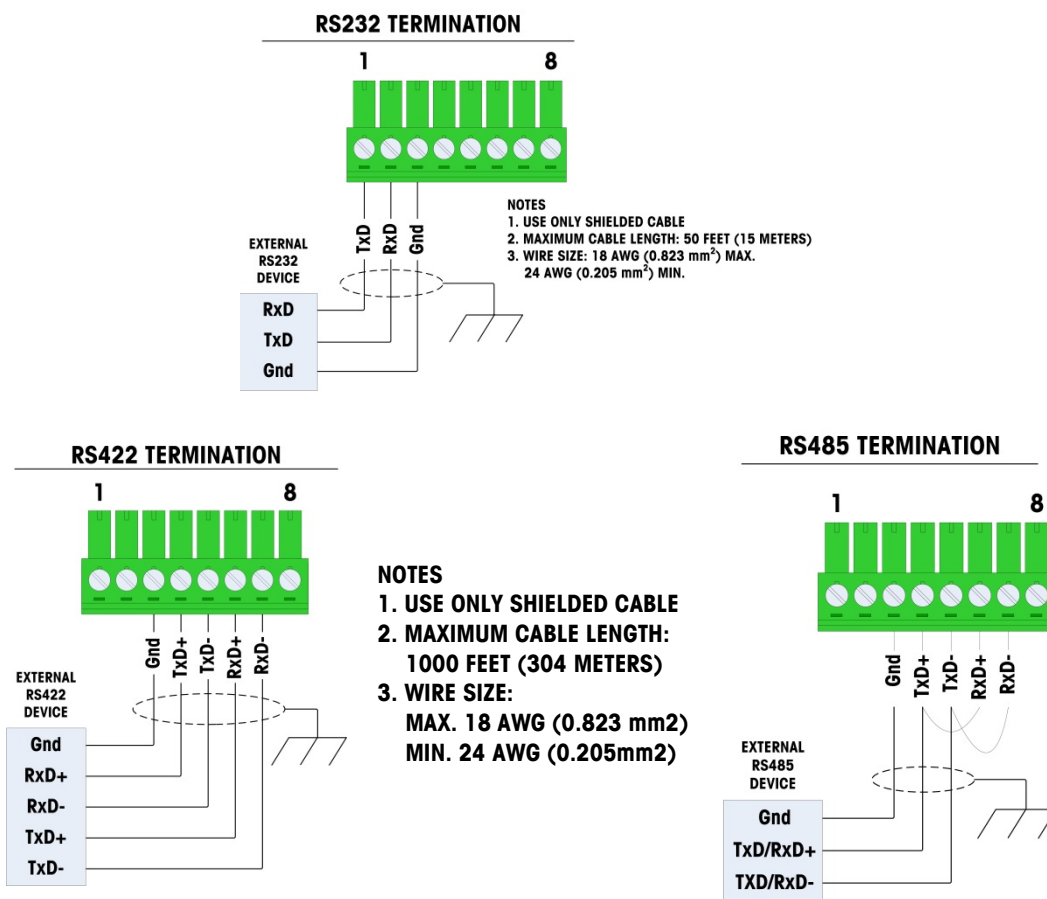 RS232 TERMINATION
1 8
TxD
RxD
Gnd
NOTES
1. USE ONLY SHIELDED CABLE
2. MAXIMUM CABLE LENGTH: 50 FEET (15 METERS)
3. WIRE SIZE: 18 AWG (0.823 mm²) MAX.
24 AWG (0.205 mm²) MIN.
EXTERNAL
RS232
DEVICE
RxD
TxD
Gnd
RS422 TERMINATION
1 8
Gnd
TxD+
TxD-
RxD+
RxD-
EXTERNAL
RS422
DEVICE
Gnd
RxD+
RxD-
TxD+
TxD-
NOTES
1. USE ONLY SHIELDED CABLE
2. MAXIMUM CABLE LENGTH:
1000 FEET (304 METERS)
3. WIRE SIZE:
MAX. 18 AWG (0.823 mm2)
MIN. 24 AWG (0.205mm2)
RS485 TERMINATION
1 8
Gnd
TxD+
TxD-
RxD+
RxD-
EXTERNAL
RS485
DEVICE
Gnd
TxD/RxD+
TXD/RxD-